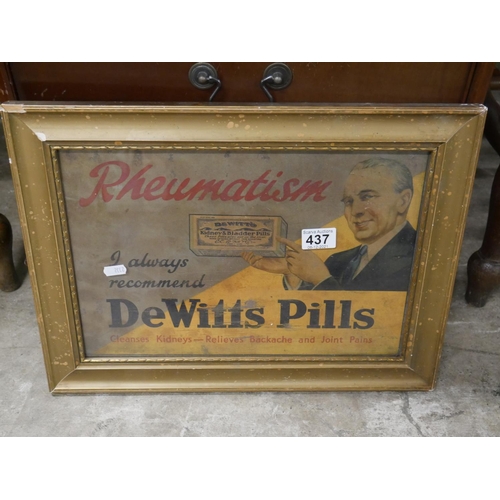 Rheumatism
DeWITT'S
Kidney & Bladder Pills
437
I always
recommend
DeWitts Pills
Cleanses Kidneys—Relieves Backache and Joint Pains